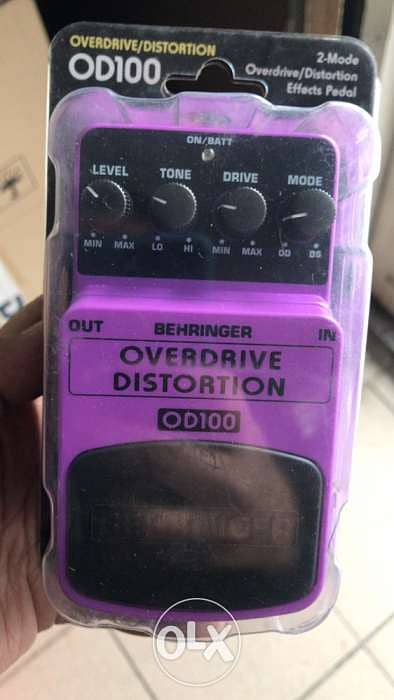 OVERDRIVE/DISTORTION
OD100
2-Mode
Overdrive/Distortion
Effects Pedal
ON/BATT
LEVEL TONE DRIVE MODE
MIN MAX LO HI MIN MAX OD DS
OUT BEHRINGER IN
OVERDRIVE
DISTORTION
OD100
BEHRINGER
OLX